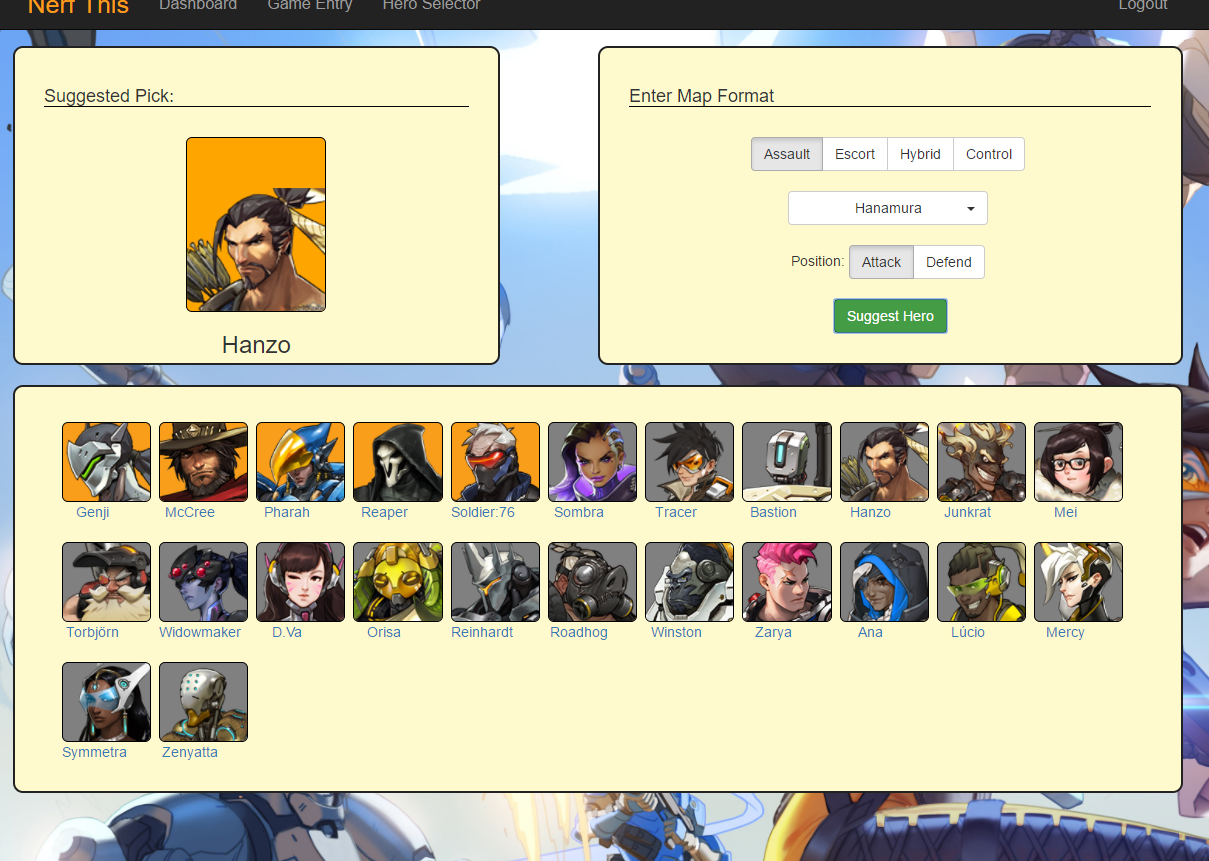 Nerf This Dashboard Game Entry Hero Selector Logout
Suggested Pick:
Hanzo
Enter Map Format
Assault Escort Hybrid Control
Hanamura
Position: Attack Defend
Suggest Hero
Genji McCree Pharah Reaper Soldier:76 Sombra Tracer Bastion Hanzo Junkrat Mei
Torbjörn Widowmaker D.Va Orisa Reinhardt Roadhog Winston Zarya Ana Lúcio Mercy
Symmetra Zenyatta